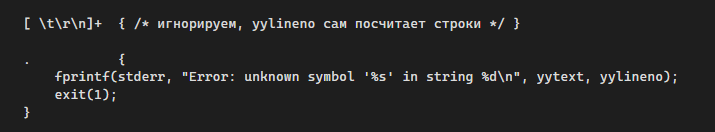 [ \t\r\n]+  { /* игнорируем, yylineno сам посчитает строки */ }
.           {
    fprintf(stderr, "Error: unknown symbol '%s' in string %d\n", yytext, yylineno);
    exit(1);
}